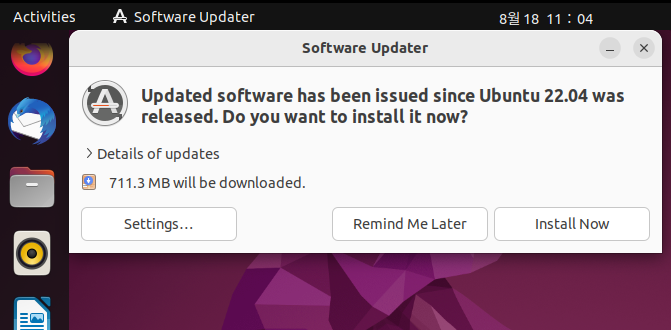 Activities Software Updater 8월 18 11 : 04
Software Updater
Updated software has been issued since Ubuntu 22.04 was
released. Do you want to install it now?
Details of updates
711.3 MB will be downloaded.
Settings... Remind Me Later Install Now